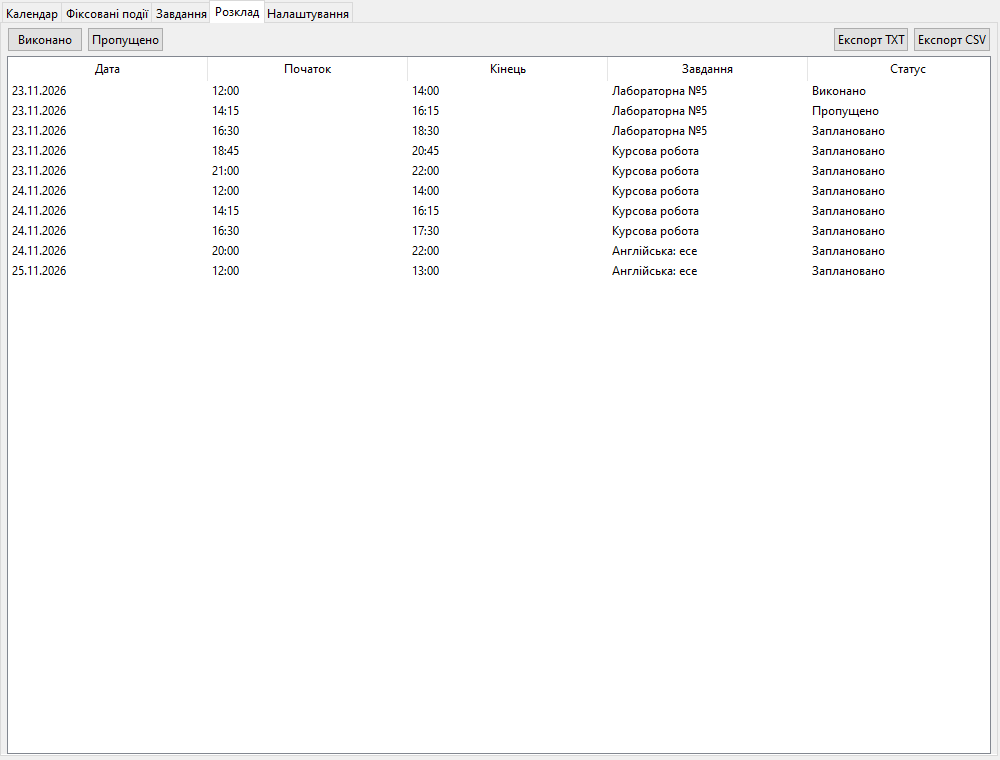 Календар Фіксовані події Завдання Розклад Налаштування
Виконано Пропущено Експорт TXT Експорт CSV
Дата Початок Кінець Завдання Статус
23.11.2026 12:00 14:00 Лабораторна №5 Виконано
23.11.2026 14:15 16:15 Лабораторна №5 Пропущено
23.11.2026 16:30 18:30 Лабораторна №5 Заплановано
23.11.2026 18:45 20:45 Курсова робота Заплановано
23.11.2026 21:00 22:00 Курсова робота Заплановано
24.11.2026 12:00 14:00 Курсова робота Заплановано
24.11.2026 14:15 16:15 Курсова робота Заплановано
24.11.2026 16:30 17:30 Курсова робота Заплановано
24.11.2026 20:00 22:00 Англійська: есе Заплановано
25.11.2026 12:00 13:00 Англійська: есе Заплановано